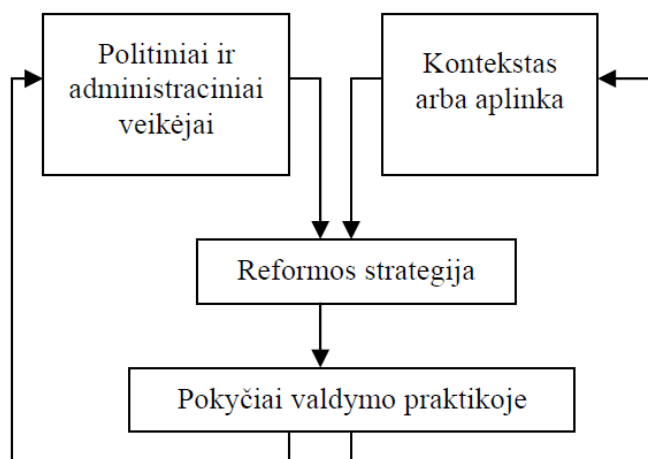 Politiniai ir
administraciniai
veikėjai
Kontekstas
arba aplinka
Reformos strategija
Pokyčiai valdymo praktikoje